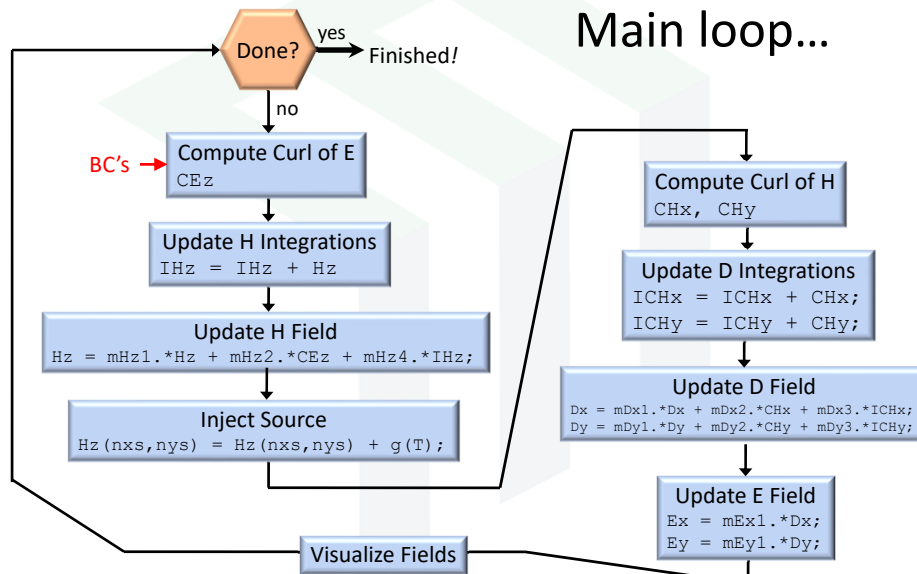 Main loop…
Done?
yes
Finished!
no
BC's
Compute Curl of E
CEz
Update H Integrations
IHz = IHz + Hz
Update H Field
Hz = mHz1.*Hz + mHz2.*CEz + mHz4.*IHz;
Inject Source
Hz(nxs,nys) = Hz(nxs,nys) + g(T);
Compute Curl of H
CHx, CHy
Update D Integrations
ICHx = ICHx + CHx;
ICHy = ICHy + CHy;
Update D Field
Dx = mDx1.*Dx + mDx2.*CHx + mDx3.*ICHx;
Dy = mDy1.*Dy + mDy2.*CHy + mDy3.*ICHy;
Update E Field
Ex = mEx1.*Dx;
Ey = mEy1.*Dy;
Visualize Fields